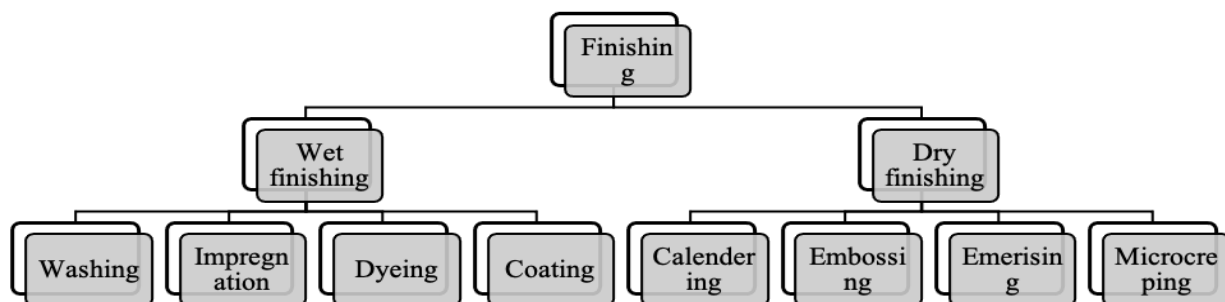 Finishin
g
Wet
finishing
Dry
finishing
Washing
Impregn
ation
Dyeing
Coating
Calender
ing
Embossi
ng
Emerisin
g
Microcre
ping